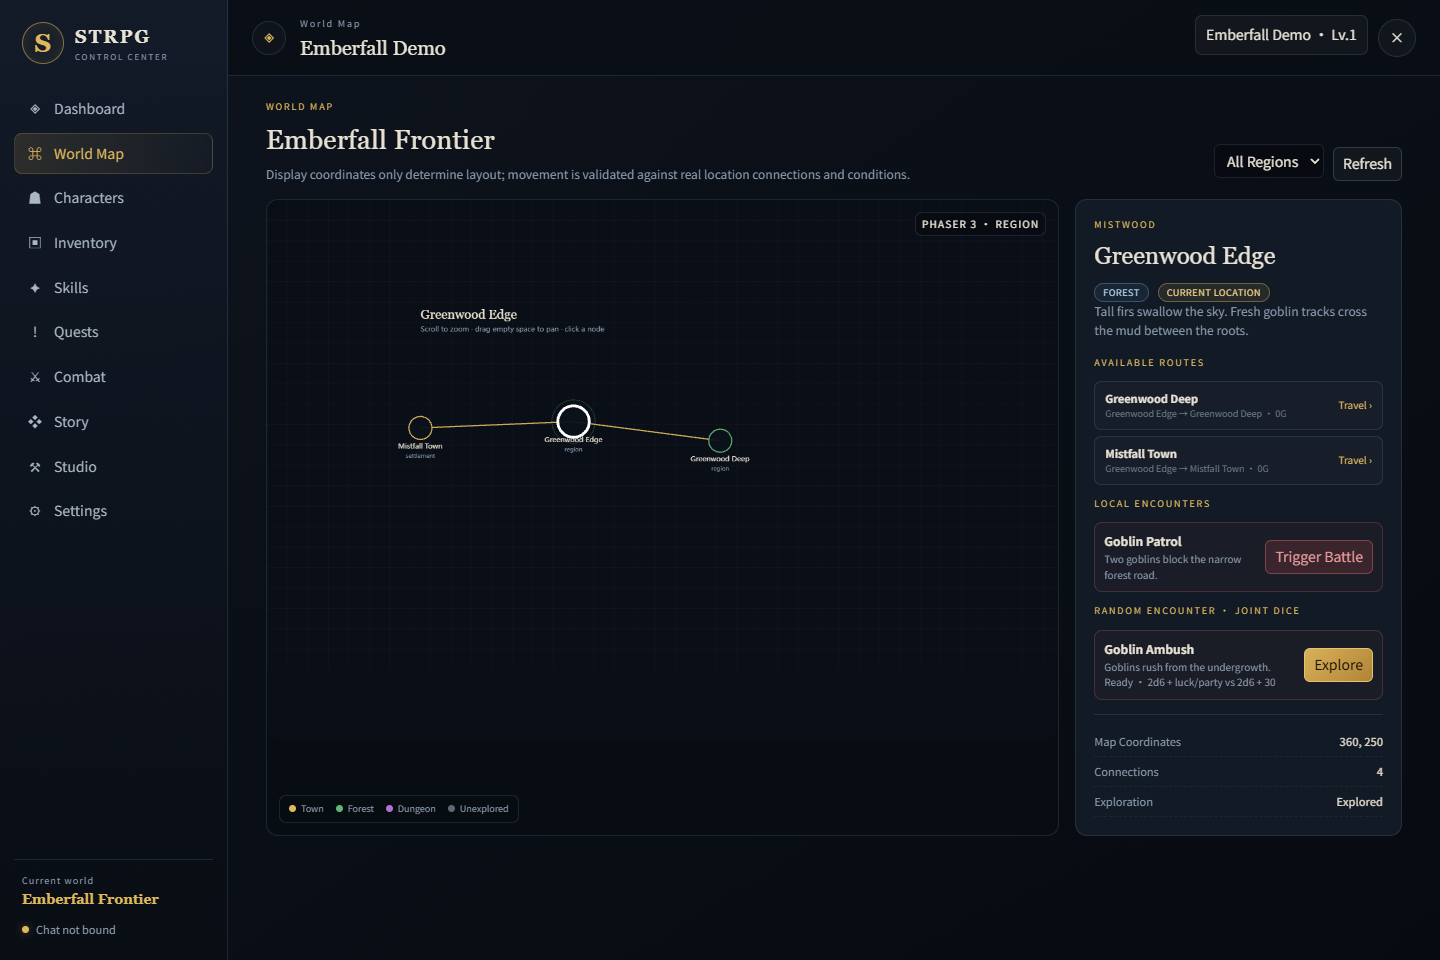 S
STRPG
CONTROL CENTER
Dashboard
World Map
Characters
Inventory
Skills
Quests
Combat
Story
Studio
Settings
Current world
Emberfall Frontier
Chat not bound
World Map
Emberfall Demo
Emberfall Demo • Lv.1
WORLD MAP
Emberfall Frontier
Display coordinates only determine layout; movement is validated against real location connections and conditions.
All Regions
Refresh
PHASER 3 • REGION
Greenwood Edge
Scroll to zoom · drag empty space to pan · click a node
Mistfall Town
settlement
Greenwood Edge
region
Greenwood Deep
region
Town
Forest
Dungeon
Unexplored
MISTWOOD
Greenwood Edge
FOREST
CURRENT LOCATION
Tall firs swallow the sky. Fresh goblin tracks cross
the mud between the roots.
AVAILABLE ROUTES
Greenwood Deep
Greenwood Edge → Greenwood Deep • 0G
Travel ›
Mistfall Town
Greenwood Edge → Mistfall Town • 0G
Travel ›
LOCAL ENCOUNTERS
Goblin Patrol
Two goblins block the narrow
forest road.
Trigger Battle
RANDOM ENCOUNTER • JOINT DICE
Goblin Ambush
Goblins rush from the undergrowth.
Ready • 2d6 + luck/party vs 2d6 + 30
Explore
Map Coordinates
360, 250
Connections
4
Exploration
Explored